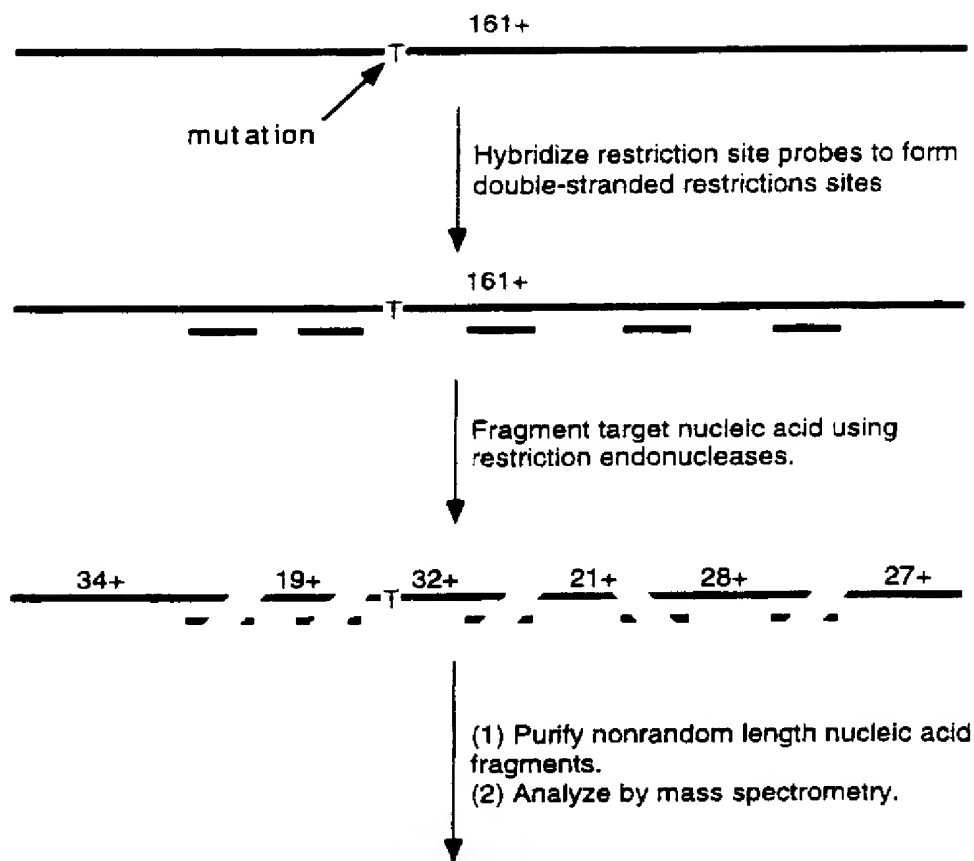 161+
T
mutation
Hybridize restriction site probes to form
double-stranded restrictions sites
161+
T
Fragment target nucleic acid using
restriction endonucleases.
34+ 19+ 32+ 21+ 28+ 27+
T
(1) Purify nonrandom length nucleic acid
fragments.
(2) Analyze by mass spectrometry.